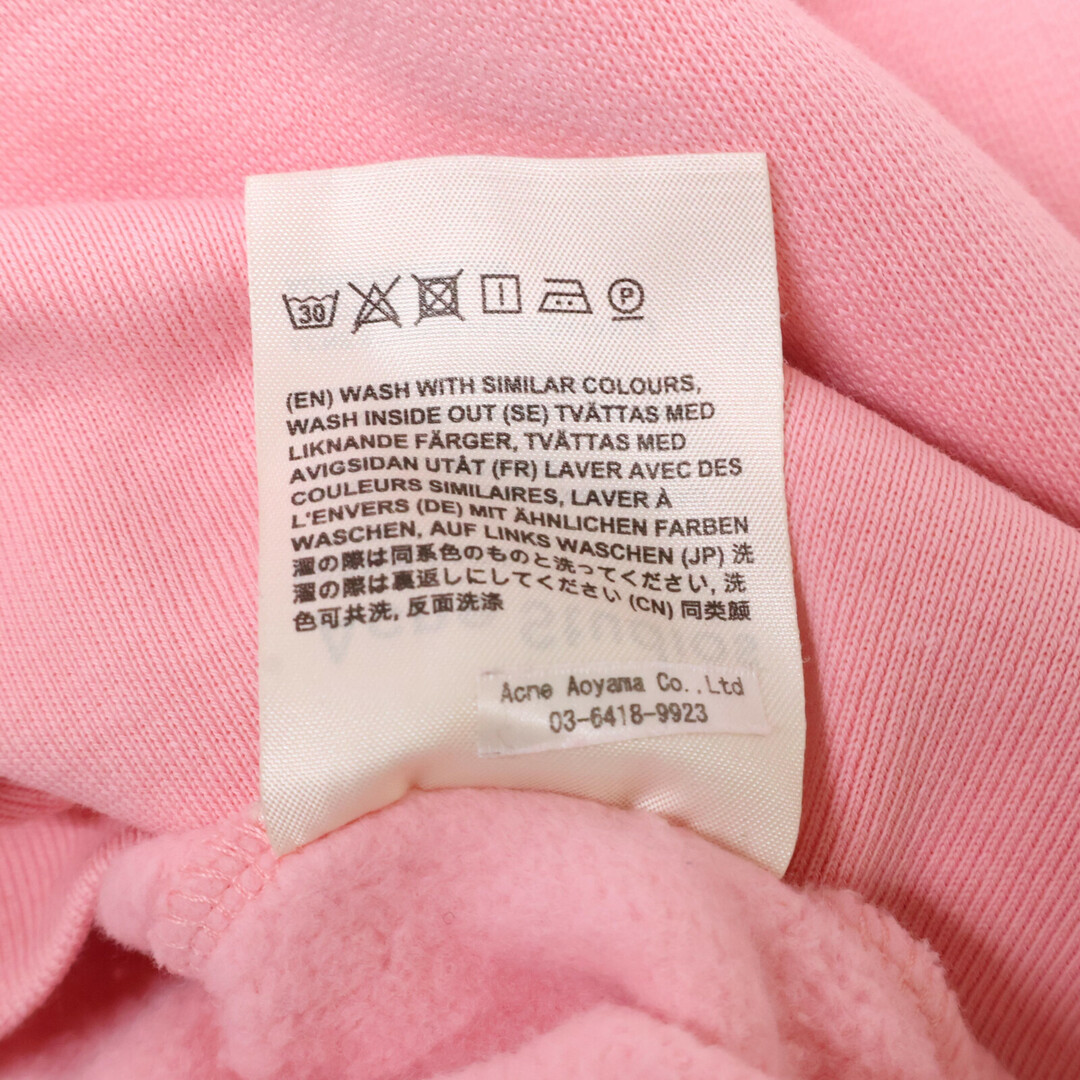 30
P
(EN) WASH WITH SIMILAR COLOURS,
WASH INSIDE OUT (SE) TVÄTTAS MED
LIKNANDE FÄRGER, TVÄTTAS MED
AVIGSIDAN UTÅT (FR) LAVER AVEC DES
COULEURS SIMILAIRES, LAVER À
L'ENVERS (DE) MIT ÄHNLICHEN FARBEN
WASCHEN, AUF LINKS WASCHEN (JP) 洗
濯の際は同系色のものと洗ってください, 洗
濯の際は裏返しにしてください (CN) 同类颜
色可共洗, 反面洗涤
Acne Aoyama Co.,Ltd
03-6418-9923